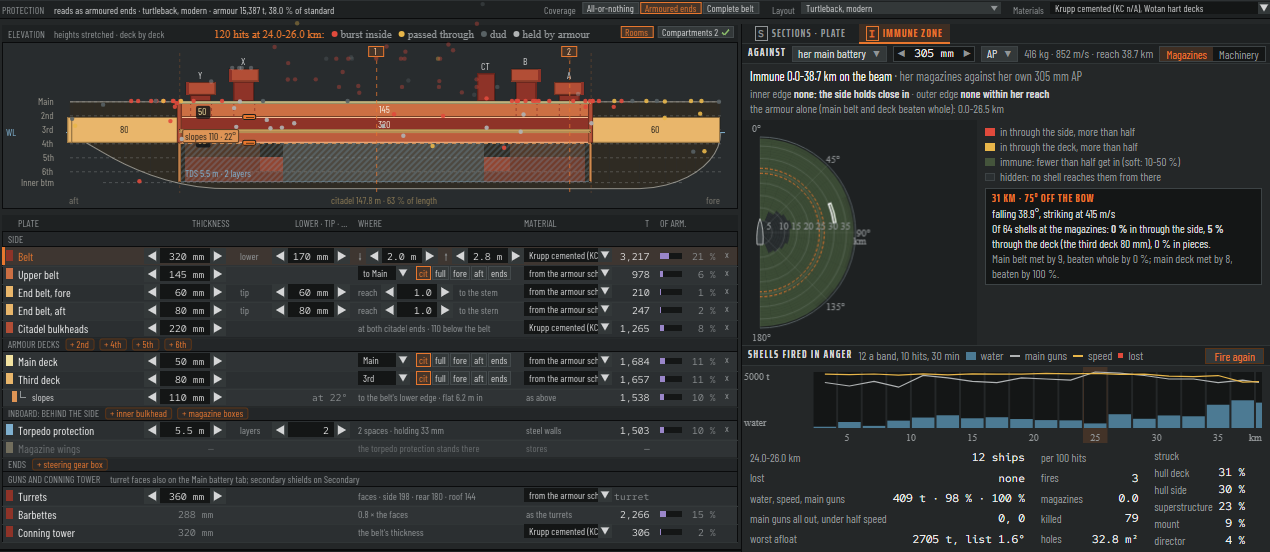 PROTECTION reads as armoured ends · turtleback, modern · armour 15,387 t, 38.0 % of standard
Coverage All-or-nothing Armoured ends Complete belt
Layout Turtleback, modern
Materials Krupp cemented (KC n/A), Wotan hart decks
ELEVATION heights stretched · deck by deck
120 hits at 24.0-26.0 km: burst inside passed through dud held by armour
Rooms Compartments 2 ✓
1 2
Y X CT B A
Main
2nd
3rd
4th
5th
6th
Inner btm
WL
50
145
320
80
60
slopes 110 · 22°
TDS 5.5 m · 2 layers
aft citadel 147.8 m · 63 % of length fore
PLATE THICKNESS LOWER · TIP ·... WHERE MATERIAL T OF ARM.
SIDE
Belt 320 mm lower 170 mm ↓ 2.0 m ↑ 2.8 m Krupp cemented (KC 3,217 21 % x
Upper belt 145 mm to Main cit full fore aft ends from the armour sch 978 6 % x
End belt, fore 60 mm tip 60 mm reach 1.0 to the stem from the armour sch 210 1 % x
End belt, aft 80 mm tip 80 mm reach 1.0 to the stern from the armour sch 247 2 % x
Citadel bulkheads 220 mm at both citadel ends · 110 below the belt Krupp cemented (KC 1,265 8 % x
ARMOUR DECKS + 2nd + 4th + 5th + 6th
Main deck 50 mm Main cit full fore aft ends from the armour sch 1,684 11 % x
Third deck 80 mm 3rd cit full fore aft ends from the armour sch 1,657 11 % x
slopes 110 mm at 22° to the belt's lower edge · flat 6.2 m in as above 1,538 10 % x
INBOARD: BEHIND THE SIDE + inner bulkhead + magazine boxes
Torpedo protection 5.5 m layers 2 2 spaces · holding 33 mm steel walls 1,503 10 % x
Magazine wings — the torpedo protection stands there stores —
ENDS + steering gear box
GUNS AND CONNING TOWER turret faces also on the Main battery tab; secondary shields on Secondary
Turrets 360 mm faces · side 198 · rear 180 · roof 144 from the armour sch turret
Barbettes 288 mm 0.8 × the faces as the turrets 2,266 15 %
Conning tower 320 mm the belt's thickness Krupp cemented (KC 306 2 %
S SECTIONS · PLATE I IMMUNE ZONE
AGAINST her main battery 305 mm AP 416 kg · 852 m/s · reach 38.7 km Magazines Machinery
Immune 0.0-38.7 km on the beam · her magazines against her own 305 mm AP
inner edge none: the side holds close in · outer edge none within her reach
the armour alone (main belt and deck beaten whole): 0.0-26.5 km
0°
45°
5 10 15 20 25 30 35 90°
km
135°
180°
in through the side, more than half
in through the deck, more than half
immune: fewer than half get in (soft: 10-50 %)
hidden: no shell reaches them from there
31 KM · 75° OFF THE BOW
falling 38.9°, striking at 415 m/s
Of 64 shells at the magazines: 0 % in through the side, 5 %
through the deck (the third deck 80 mm), 0 % in pieces.
Main belt met by 9, beaten whole by 0 %; main deck met by 8,
beaten by 100 %.
SHELLS FIRED IN ANGER 12 a band, 10 hits, 30 min water main guns speed lost Fire again
5000 t
water
5 10 15 20 25 30 35 km
24.0-26.0 km 12 ships
lost none
water, speed, main guns 409 t · 98 % · 100 %
main guns all out, under half speed 0, 0
worst afloat 2705 t, list 1.6°
per 100 hits
fires 3
magazines 0.0
killed 79
holes 32.8 m²
struck
hull deck 31 %
hull side 30 %
superstructure 23 %
mount 9 %
director 4 %